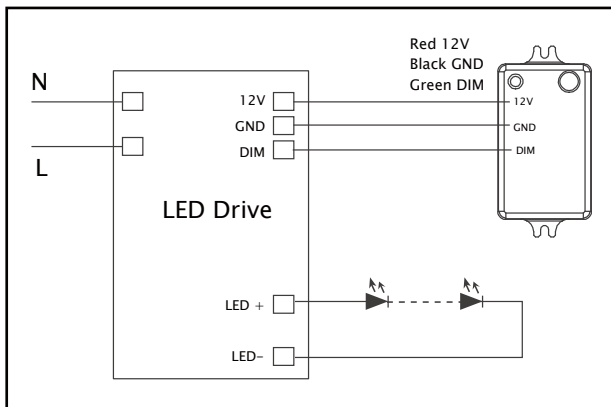 Red 12V
Black GND
Green DIM
N
L
12V
GND
DIM
LED Drive
LED +
LED-
12V
GND
DIM